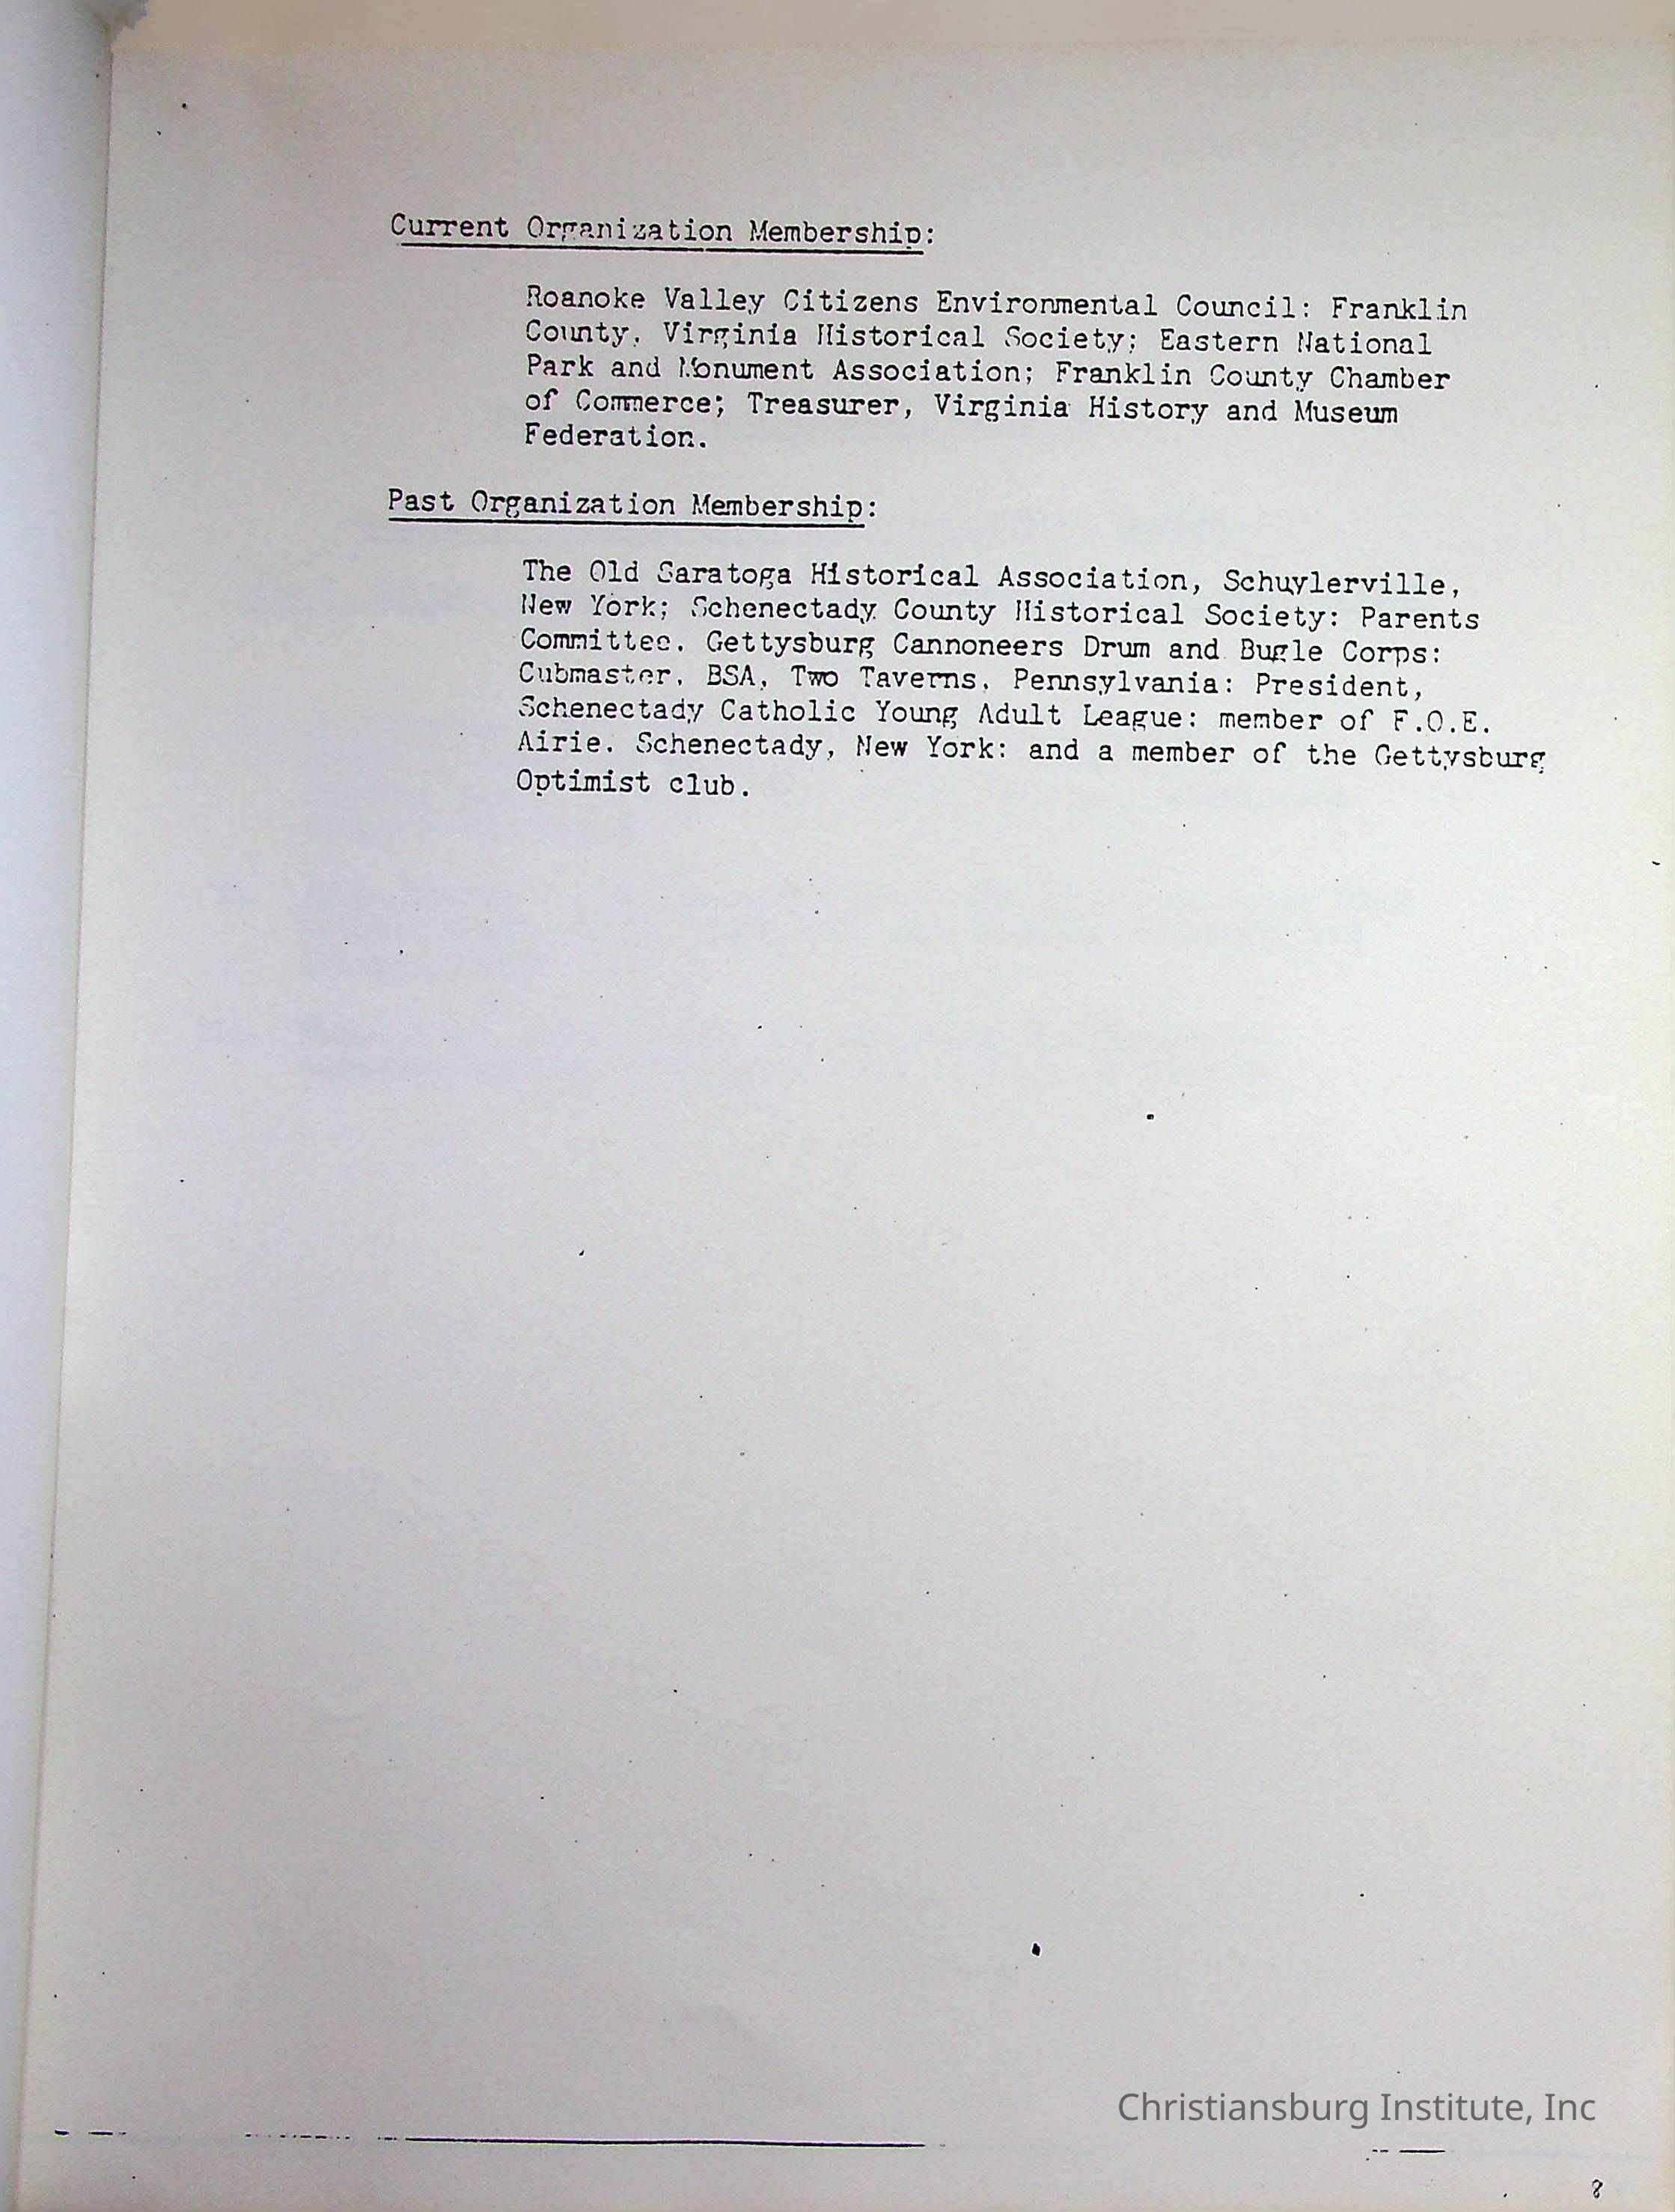 Current Organization Membership:
Roanoke Valley Citizens Environmental Council: Franklin
County, Virginia Historical Society; Eastern National
Park and Monument Association; Franklin County Chamber
of Commerce; Treasurer, Virginia History and Museum
Federation.
Past Organization Membership:
The Old Saratoga Historical Association, Schuylerville,
New York; Schenectady County Historical Society: Parents
Committee, Gettysburg Cannoneers Drum and Bugle Corps:
Cubmaster, BSA, Two Taverns, Pennsylvania: President,
Schenectady Catholic Young Adult League: member of F.O.E.
Airie. Schenectady, New York: and a member of the Gettysburg
Optimist club.
Christiansburg Institute, Inc
8